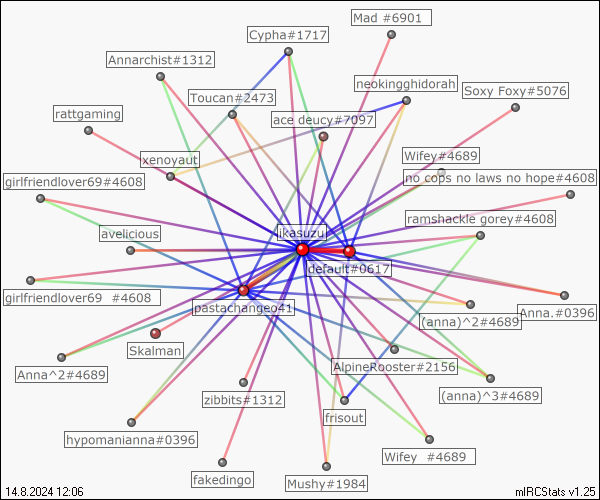 Mad #6901
Cypha#1717
Annarchist#1312
neokingghidorah
Toucan#2473
Soxy Foxy#5076
rattgaming
ace deucy#7097
xenoyaut
Wifey#4689
girlfriendlover69#4608
no cops no laws no hope#4608
ramshackle gorey#4608
avelicious
ikasuzu
default#0617
girlfriendlover69 #4608
pastachangeo41
Anna.#0396
(anna)^2#4689
Skalman
Anna^2#4689
AlpineRooster#2156
zibbits#1312
(anna)^3#4689
frisout
hypomanianna#0396
Wifey #4689
fakedingo
Mushy#1984
14.8.2024 12:06
mIRCStats v1.25